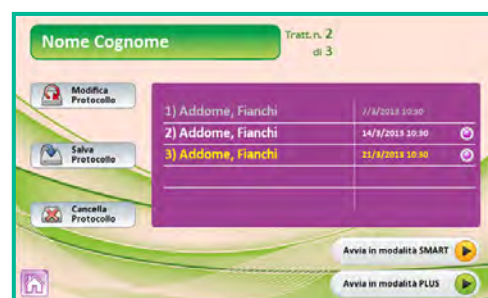 Nome Cognome
Tratt. n. 2
di 3
Modifica
Protocollo
1) Addome, Fianchi 7/3/2013 10:30
2) Addome, Fianchi 14/3/2013 10:30
Salva
Protocollo
3) Addome, Fianchi 21/3/2013 10:30
Cancella
Protocollo
Avvia in modalità SMART
Avvia in modalità PLUS